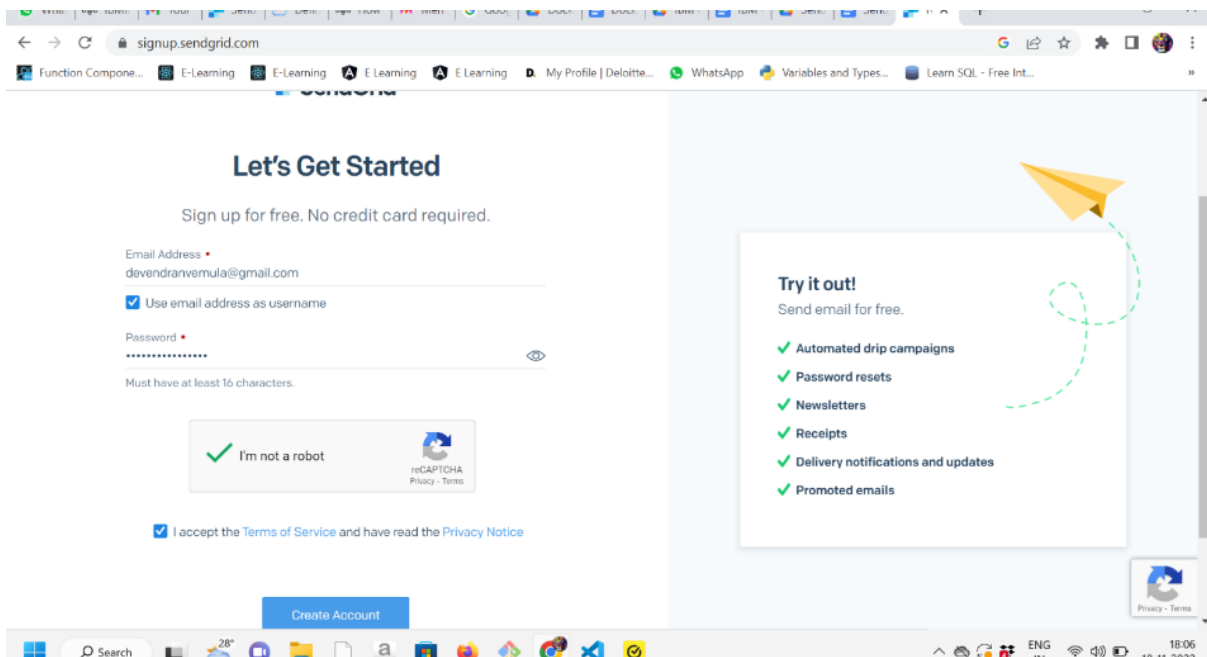 signup.sendgrid.com
Function Compone... E-Learning E-Learning E Learning E Learning D. My Profile | Deloitte... WhatsApp Variables and Types... Learn SQL - Free Int... »
SendGrid
Let's Get Started
Sign up for free. No credit card required.
Email Address •
devendranvemula@gmail.com
Use email address as username
Password •
••••••••••••••••
Must have at least 16 characters.
I'm not a robot
reCAPTCHA
Privacy - Terms
I accept the Terms of Service and have read the Privacy Notice
Create Account
Try it out!
Send email for free.
Automated drip campaigns
Password resets
Newsletters
Receipts
Delivery notifications and updates
Promoted emails
Privacy - Terms
28°
Search
ENG
18:06